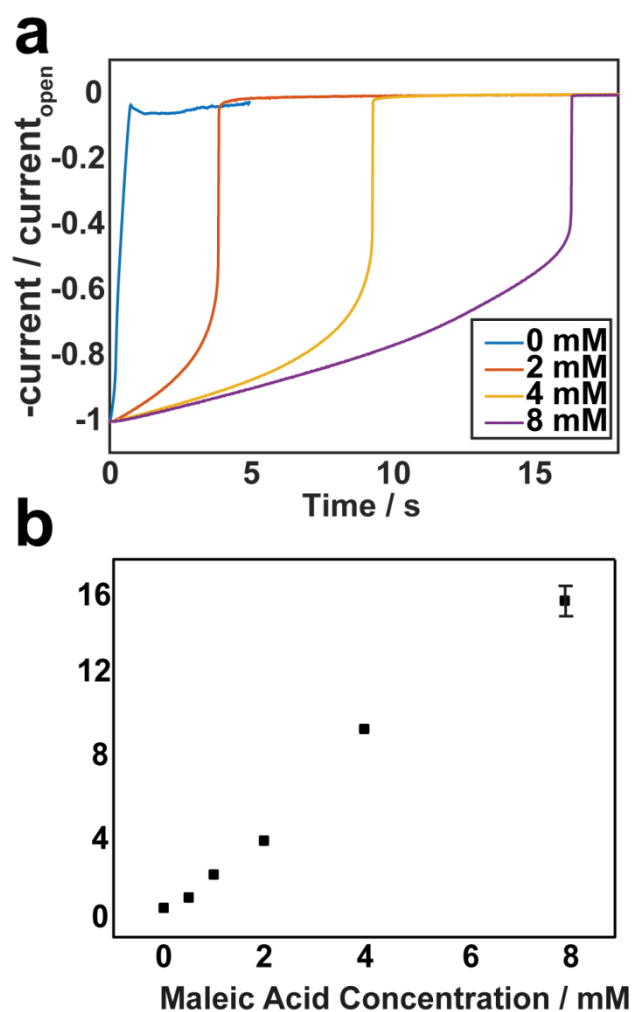 a
-current / current_open
0
-0.2
-0.4
-0.6
-0.8
-1
0 mM
2 mM
4 mM
8 mM
0 5 10 15
Time / s
b
16
12
8
4
0
0 2 4 6 8
Maleic Acid Concentration / mM